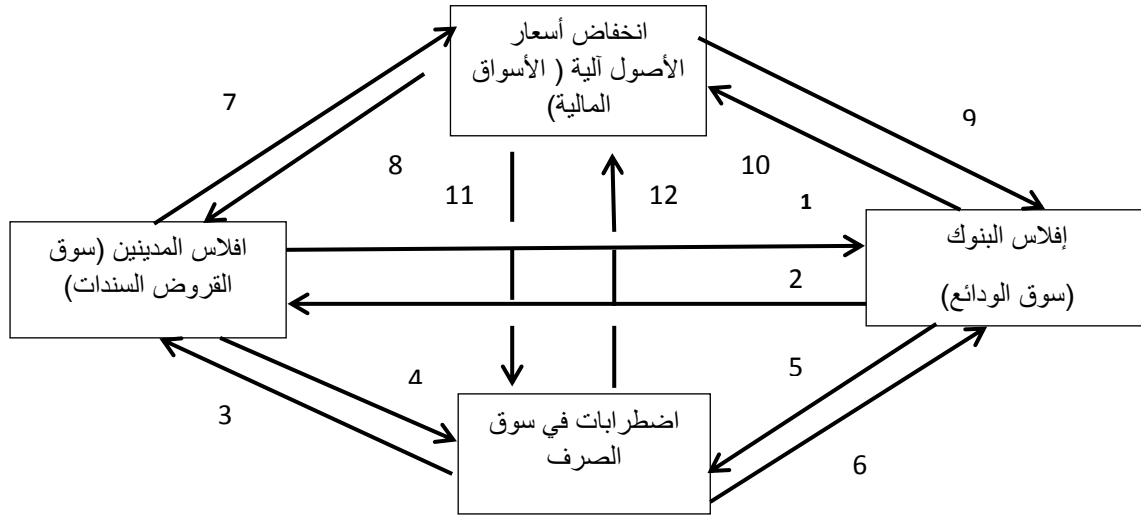 انخفاض أسعار
الأصول آلية ( الأسواق
المالية)
7
9
8
10
11
12
1
افلاس المدينين (سوق
القروض السندات)
إفلاس البنوك
(سوق الودائع)
2
4
5
3
اضطرابات في سوق
الصرف
6